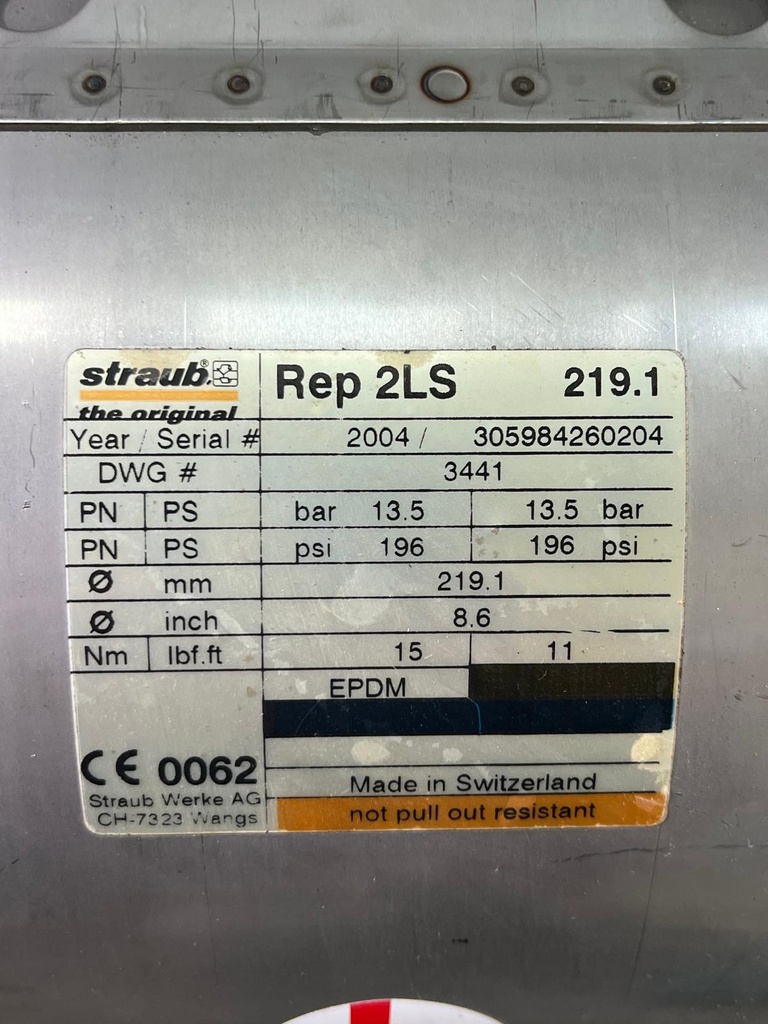 straub®
the original
Rep 2LS 219.1
Year / Serial # 2004 / 305984260204
DWG # 3441
PN PS bar 13.5 13.5 bar
PN PS psi 196 196 psi
Ø mm 219.1
Ø inch 8.6
Nm lbf.ft 15 11
EPDM
CE 0062
Made in Switzerland
Straub Werke AG
CH-7323 Wangs
not pull out resistant